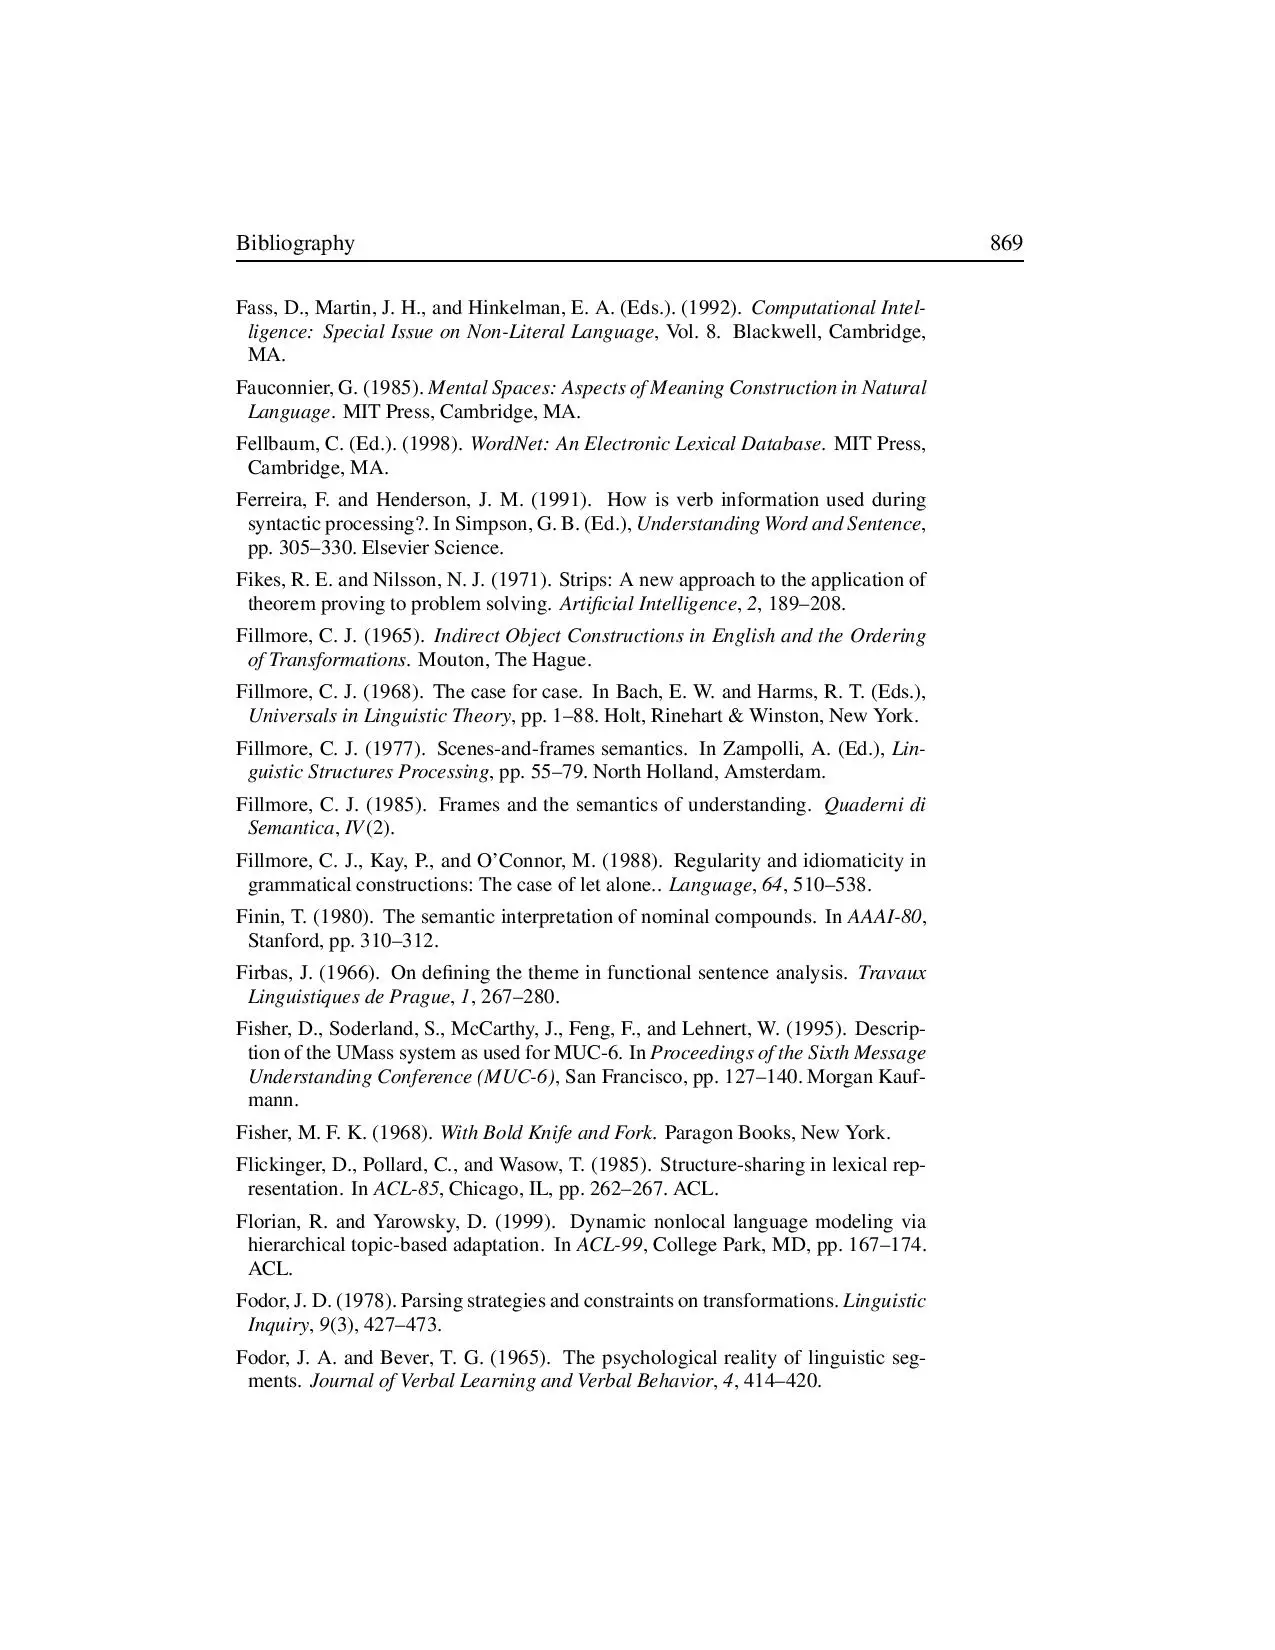 Bibliography 869
Fass, D., Martin, J. H., and Hinkelman, E. A. (Eds.). (1992). Computational Intel-
ligence: Special Issue on Non-Literal Language, Vol. 8. Blackwell, Cambridge,
MA.
Fauconnier, G. (1985). Mental Spaces: Aspects of Meaning Construction in Natural
Language. MIT Press, Cambridge, MA.
Fellbaum, C. (Ed.). (1998). WordNet: An Electronic Lexical Database. MIT Press,
Cambridge, MA.
Ferreira, F. and Henderson, J. M. (1991). How is verb information used during
syntactic processing?. In Simpson, G. B. (Ed.), Understanding Word and Sentence,
pp. 305–330. Elsevier Science.
Fikes, R. E. and Nilsson, N. J. (1971). Strips: A new approach to the application of
theorem proving to problem solving. Artificial Intelligence, 2, 189–208.
Fillmore, C. J. (1965). Indirect Object Constructions in English and the Ordering
of Transformations. Mouton, The Hague.
Fillmore, C. J. (1968). The case for case. In Bach, E. W. and Harms, R. T. (Eds.),
Universals in Linguistic Theory, pp. 1–88. Holt, Rinehart & Winston, New York.
Fillmore, C. J. (1977). Scenes-and-frames semantics. In Zampolli, A. (Ed.), Lin-
guistic Structures Processing, pp. 55–79. North Holland, Amsterdam.
Fillmore, C. J. (1985). Frames and the semantics of understanding. Quaderni di
Semantica, IV(2).
Fillmore, C. J., Kay, P., and O’Connor, M. (1988). Regularity and idiomaticity in
grammatical constructions: The case of let alone.. Language, 64, 510–538.
Finin, T. (1980). The semantic interpretation of nominal compounds. In AAAI-80,
Stanford, pp. 310–312.
Firbas, J. (1966). On defining the theme in functional sentence analysis. Travaux
Linguistiques de Prague, 1, 267–280.
Fisher, D., Soderland, S., McCarthy, J., Feng, F., and Lehnert, W. (1995). Descrip-
tion of the UMass system as used for MUC-6. In Proceedings of the Sixth Message
Understanding Conference (MUC-6), San Francisco, pp. 127–140. Morgan Kauf-
mann.
Fisher, M. F. K. (1968). With Bold Knife and Fork. Paragon Books, New York.
Flickinger, D., Pollard, C., and Wasow, T. (1985). Structure-sharing in lexical rep-
resentation. In ACL-85, Chicago, IL, pp. 262–267. ACL.
Florian, R. and Yarowsky, D. (1999). Dynamic nonlocal language modeling via
hierarchical topic-based adaptation. In ACL-99, College Park, MD, pp. 167–174.
ACL.
Fodor, J. D. (1978). Parsing strategies and constraints on transformations. Linguistic
Inquiry, 9(3), 427–473.
Fodor, J. A. and Bever, T. G. (1965). The psychological reality of linguistic seg-
ments. Journal of Verbal Learning and Verbal Behavior, 4, 414–420.